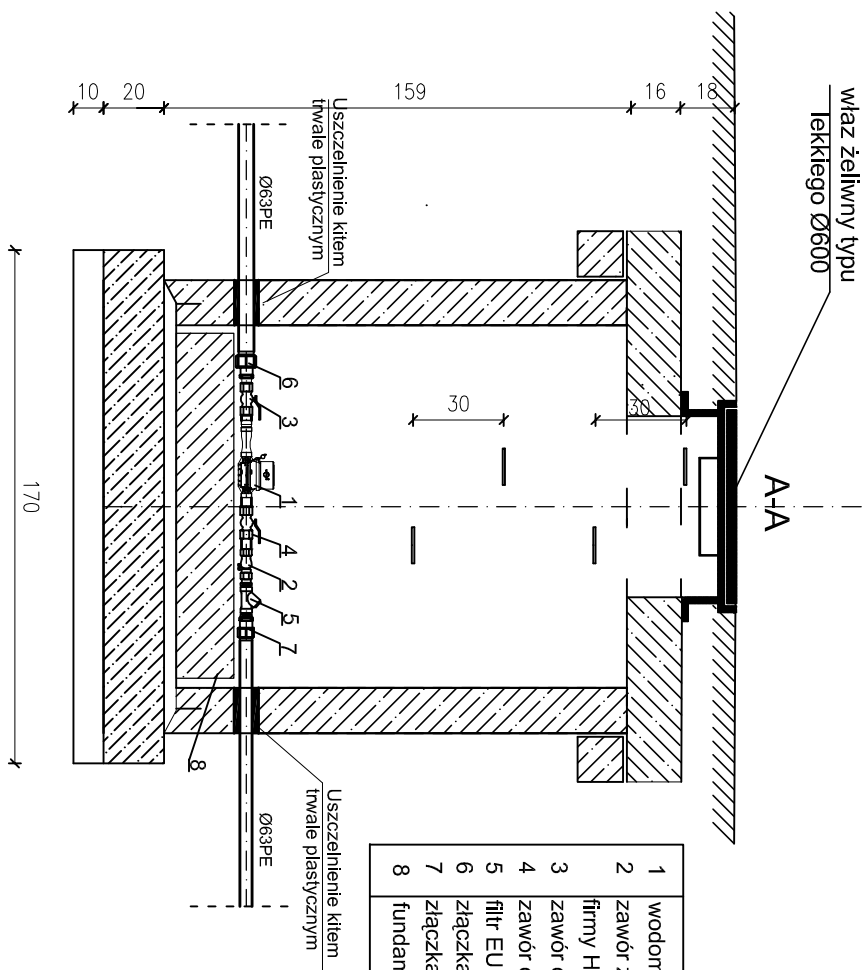 właz żeliwny typu
lekkiego Ø600
A-A
10
20
159
16
18
Uszczelnienie kitem
trwale plastycznym
Ø63PE
30
30
6
3
1
4
2
5
7
8
170
Ø63PE
Uszczelnienie kitem
trwale plastycznym
1 wodom
2 zawór z
firmy H
3 zawór o
4 zawór o
5 filtr EU
6 złączka
7 złączka
8 fundan